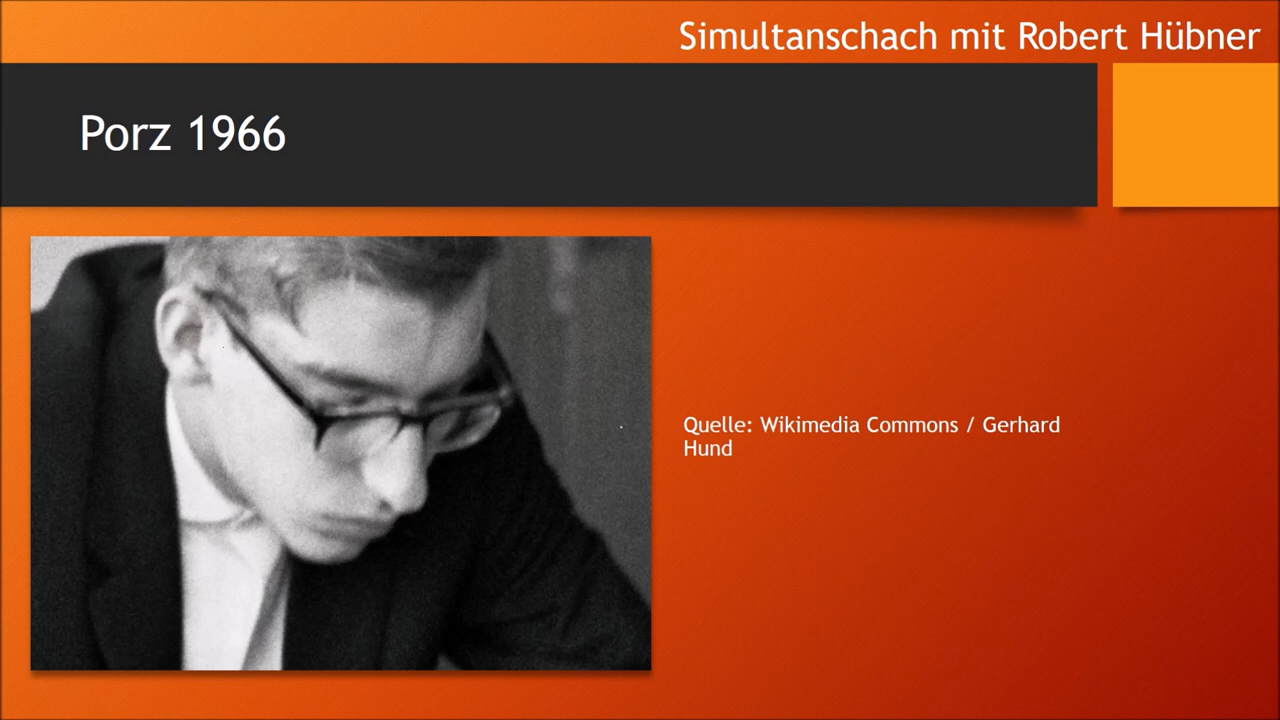 Simultanschach mit Robert Hübner
Porz 1966
Quelle: Wikimedia Commons / Gerhard
Hund